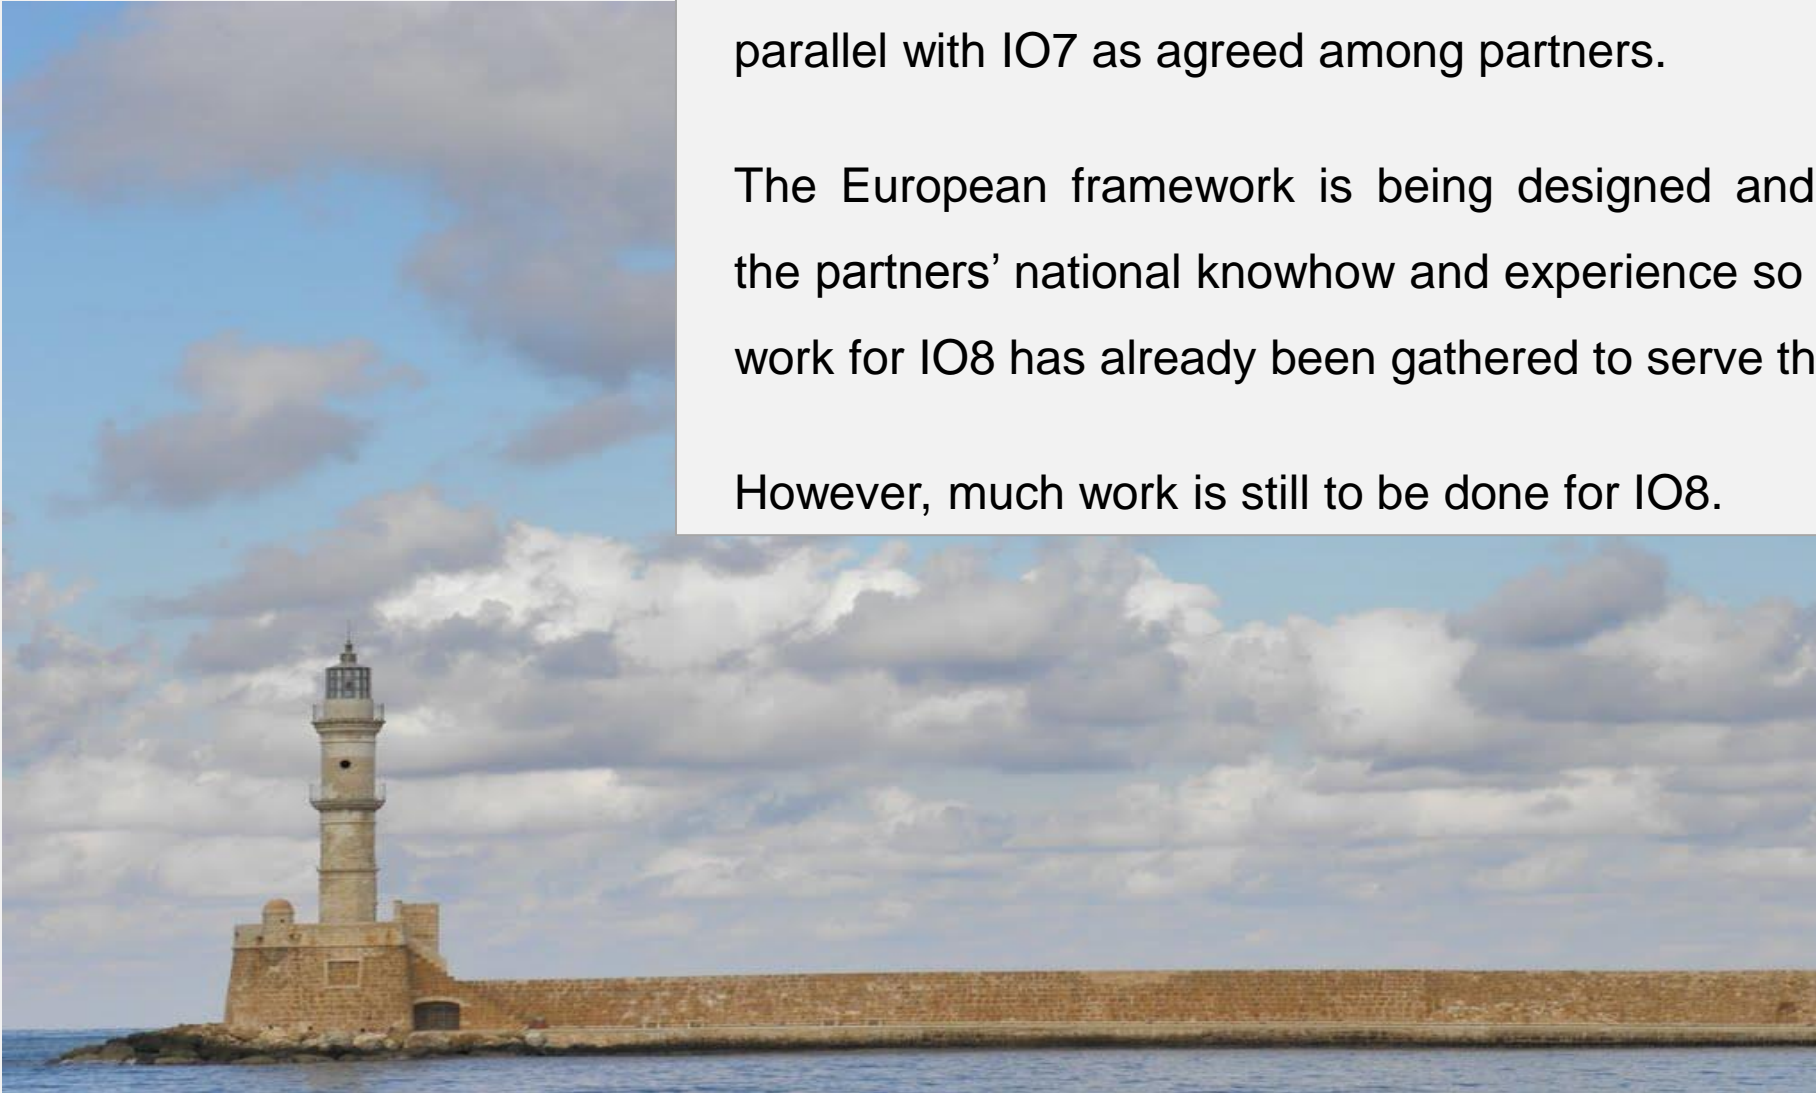 parallel with IO7 as agreed among partners.
The European framework is being designed and
the partners’ national knowhow and experience so
work for IO8 has already been gathered to serve th
However, much work is still to be done for IO8.